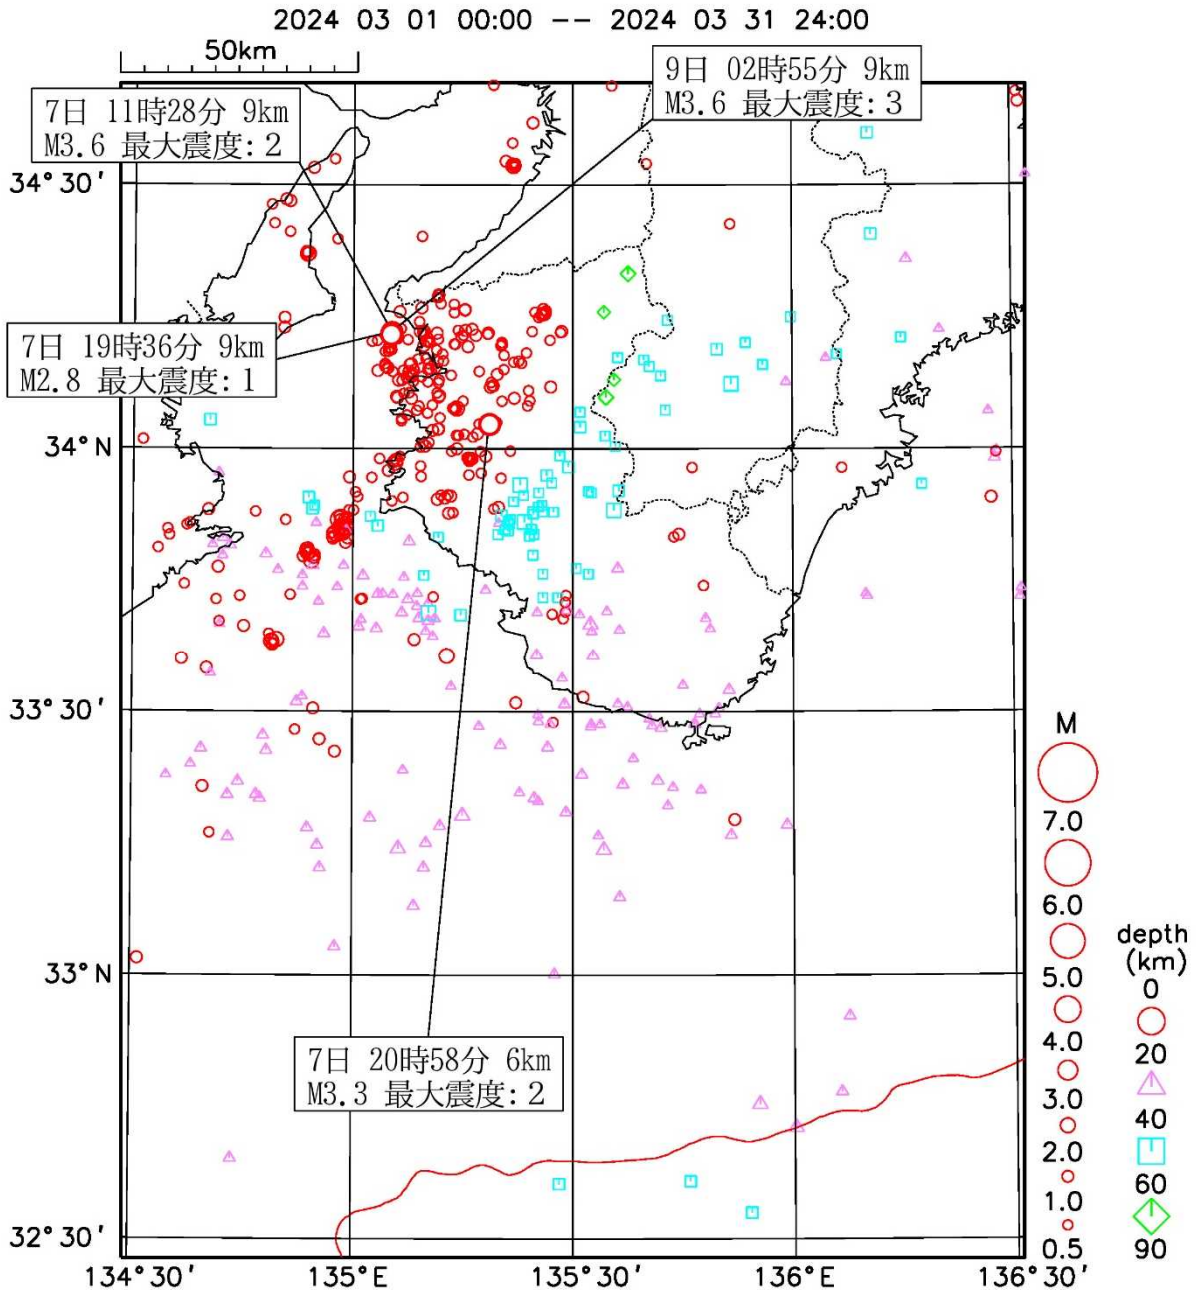 2024 03 01 00:00 -- 2024 03 31 24:00
50km
9日 02時55分 9km
M3.6 最大震度:3
7日 11時28分 9km
M3.6 最大震度:2
34°30'
7日 19時36分 9km
M2.8 最大震度:1
34°N
33°30'
33°N
7日 20時58分 6km
M3.3 最大震度:2
32°30'
134°30'
135°E
135°30'
136°E
136°30'
M
7.0
6.0
5.0
4.0
3.0
2.0
1.0
0.5
depth
(km)
0
20
40
60
90